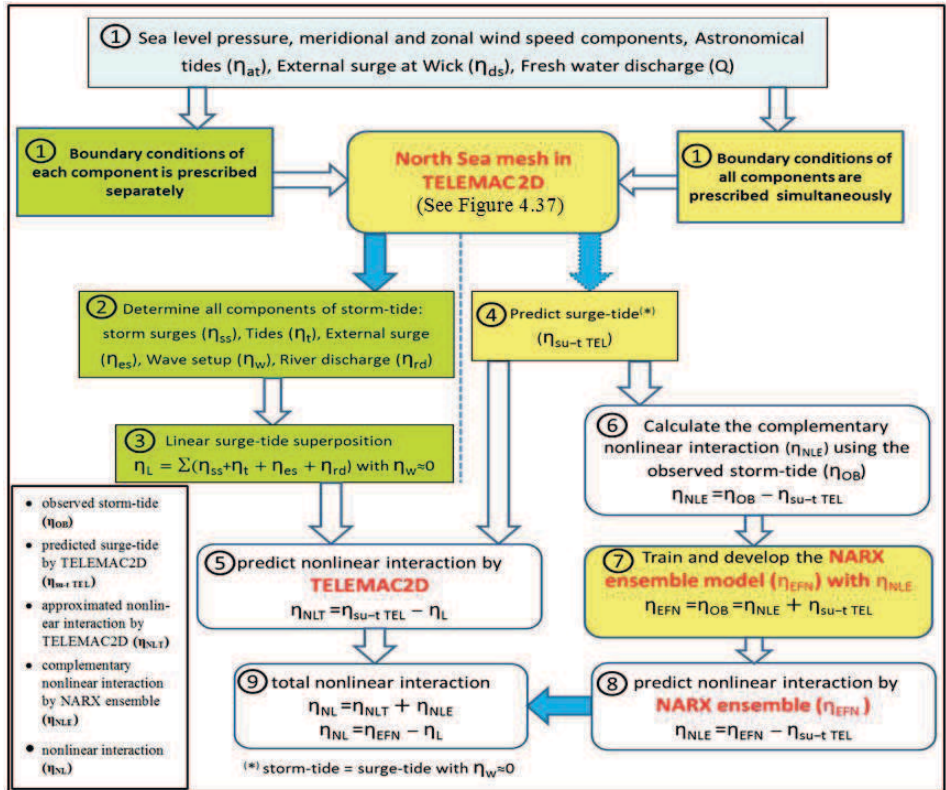 ① Sea level pressure, meridional and zonal wind speed components, Astronomical
tides (η_at), External surge at Wick (η_ds), Fresh water discharge (Q)
① Boundary conditions of
each component is prescribed
separately
North Sea mesh in
TELEMAC 2D
(See Figure 4.37)
① Boundary conditions of
all components are
prescribed simultaneously
② Determine all components of storm-tide:
storm surges (η_ss), Tides (η_t), External surge
(η_es), Wave setup (η_w), River discharge (η_rd)
④ Predict surge-tide(*)
(η_su-t TEL)
③ Linear surge-tide superposition
η_L = Σ(η_ss+η_t + η_es + η_rd) with η_w≈0
⑥ Calculate the complementary
nonlinear interaction (η_NLE) using the
observed storm-tide (η_OB)
η_NLE =η_OB − η_su-t TEL
• observed storm-tide
(η_OB)
• predicted surge-tide
by TELEMAC2D
(η_su-t TEL)
• approximated nonlin-
ear interaction by
TELEMAC2D (η_NLT)
• complementary
nonlinear interaction
by NARX ensemble
(η_NLE)
• nonlinear interaction
(η_NL)
⑤ predict nonlinear interaction by
TELEMAC2D
η_NLT =η_su-t TEL − η_L
⑦ Train and develop the NARX
ensemble model (η_EFN) with η_NLE
η_EFN =η_OB =η_NLE + η_su-t TEL
⑨ total nonlinear interaction
η_NL =η_NLT + η_NLE
η_NL =η_EFN − η_L
⑧ predict nonlinear interaction by
NARX ensemble (η_EFN )
η_NLE =η_EFN − η_su-t TEL
(*) storm-tide = surge-tide with η_w≈0